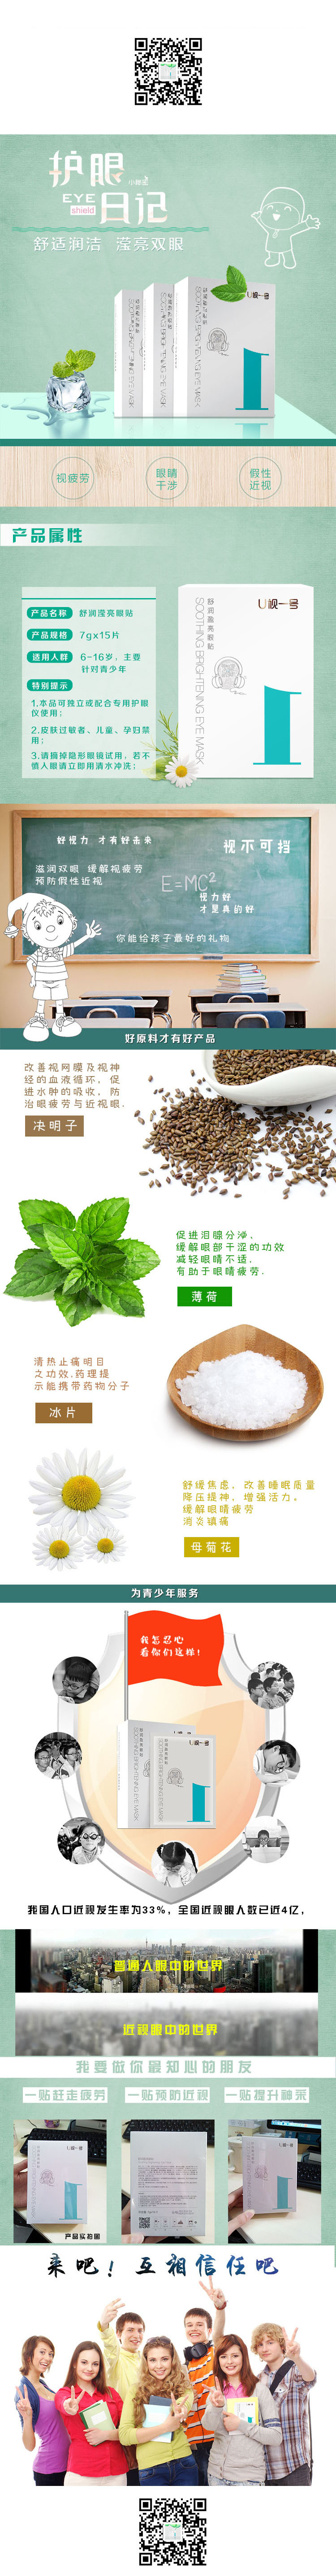 护眼
小雅士
日记
EYE
shield
舒适润洁 滢亮双眼
U视一号
SOOTHING BRIGHTENING EYE MASK
视疲劳
眼睛
干涉
假性
近视
产品属性
产品名称 舒润滢亮眼贴
产品规格 7gx15片
适用人群 6-16岁，主要
针对青少年
特别提示
1.本品可独立或配合专用护眼
仪使用；
2.皮肤过敏者、儿童、孕妇禁
用；
3.请摘掉隐形眼镜试用，若不
慎入眼请立即用清水冲洗；
U视一号
舒润盈亮眼贴
SOOTHING BRIGHTENING EYE MASK
好视力 才有好未来
视不可挡
滋润双眼 缓解视疲劳
预防假性近视
E=MC²
视力好
才是真的好
你能给孩子最好的礼物
好原料才有好产品
改善视网膜及视神
经的血液循环，促
进水肿的吸收，防
治眼疲劳与近视眼.
决明子
促进泪腺分泌，
缓解眼部干涩的功效
减轻眼睛不适，
有助于眼睛疲劳.
薄荷
清热止痛明目
之功效.药理提
示能携带药物分子
冰片
舒缓焦虑，改善睡眠质量
降压提神，增强活力。
缓解眼睛疲劳
消炎镇痛
母菊花
为青少年服务
我怎忍心
看你们这样！
U视一号
SOOTHING BRIGHTENING EYE MASK
我国人口近视发生率为33%，全国近视眼人数已近4亿，
普通人眼中的世界
近视眼中的世界
我要做你最知心的朋友
一贴赶走疲劳 一贴预防近视 一贴提升神采
U视一号
产品实拍图
来吧！互相信任吧